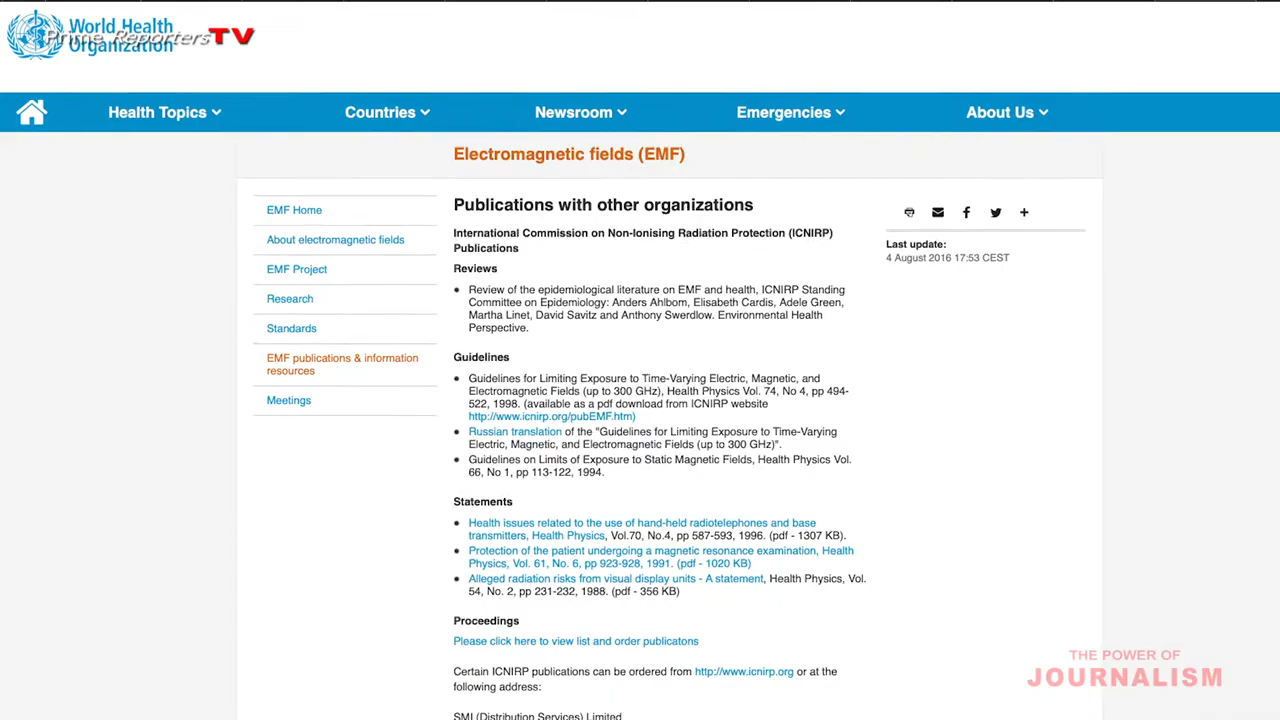 World Health
Organization
Prime Reporters TV
Health Topics
Countries
Newsroom
Emergencies
About Us
Electromagnetic fields (EMF)
EMF Home
About electromagnetic fields
EMF Project
Research
Standards
EMF publications & information
resources
Meetings
Publications with other organizations
International Commission on Non-Ionising Radiation Protection (ICNIRP)
Publications
Reviews
Review of the epidemiological literature on EMF and health, ICNIRP Standing
Committee on Epidemiology: Anders Ahlbom, Elisabeth Cardis, Adele Green,
Martha Linet, David Savitz and Anthony Swerdlow. Environmental Health
Perspective.
Guidelines
Guidelines for Limiting Exposure to Time-Varying Electric, Magnetic, and
Electromagnetic Fields (up to 300 GHz), Health Physics Vol. 74, No 4, pp 494-
522, 1998. (available as a pdf download from ICNIRP website
http://www.icnirp.org/pubEMF.htm)
Russian translation of the "Guidelines for Limiting Exposure to Time-Varying
Electric, Magnetic, and Electromagnetic Fields (up to 300 GHz)".
Guidelines on Limits of Exposure to Static Magnetic Fields, Health Physics Vol.
66, No 1, pp 113-122, 1994.
Statements
Health issues related to the use of hand-held radiotelephones and base
transmitters, Health Physics, Vol.70, No.4, pp 587-593, 1996. (pdf - 1307 KB).
Protection of the patient undergoing a magnetic resonance examination, Health
Physics, Vol. 61, No. 6, pp 923-928, 1991. (pdf - 1020 KB)
Alleged radiation risks from visual display units - A statement, Health Physics, Vol.
54, No. 2, pp 231-232, 1988. (pdf - 356 KB)
Proceedings
Please click here to view list and order publicatons
Certain ICNIRP publications can be ordered from http://www.icnirp.org or at the
following address:
SMI (Distribution Services) Limited
Last update:
4 August 2016 17:53 CEST
THE POWER OF
JOURNALISM